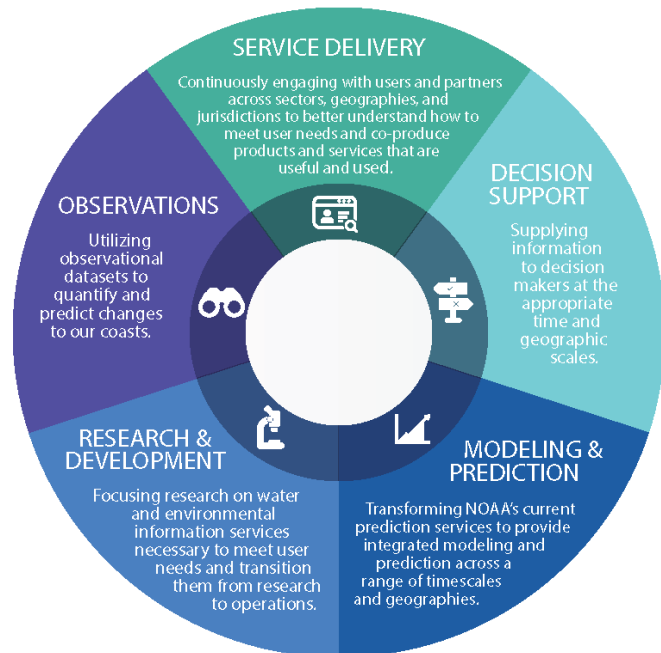 SERVICE DELIVERY
Continuously engaging with users and partners
across sectors, geographies, and
jurisdictions to better understand how to
meet user needs and co-produce
products and services that are
useful and used.
DECISION
SUPPORT
Supplying
information
to decision
makers at the
appropriate
time and
geographic
scales.
MODELING &
PREDICTION
Transforming NOAA's current
prediction services to provide
integrated modeling and
prediction across a
range of timescales
and geographies.
RESEARCH &
DEVELOPMENT
Focusing research on water
and environmental
information services
necessary to meet user
needs and transition
them from research
to operations.
OBSERVATIONS
Utilizing
observational
datasets to
quantify and
predict changes
to our coasts.